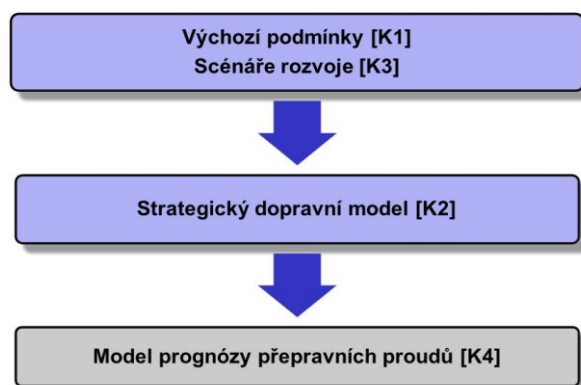 Výchozí podmínky [K1]
Scénáře rozvoje [K3]
Strategický dopravní model [K2]
Model prognózy přepravních proudů [K4]